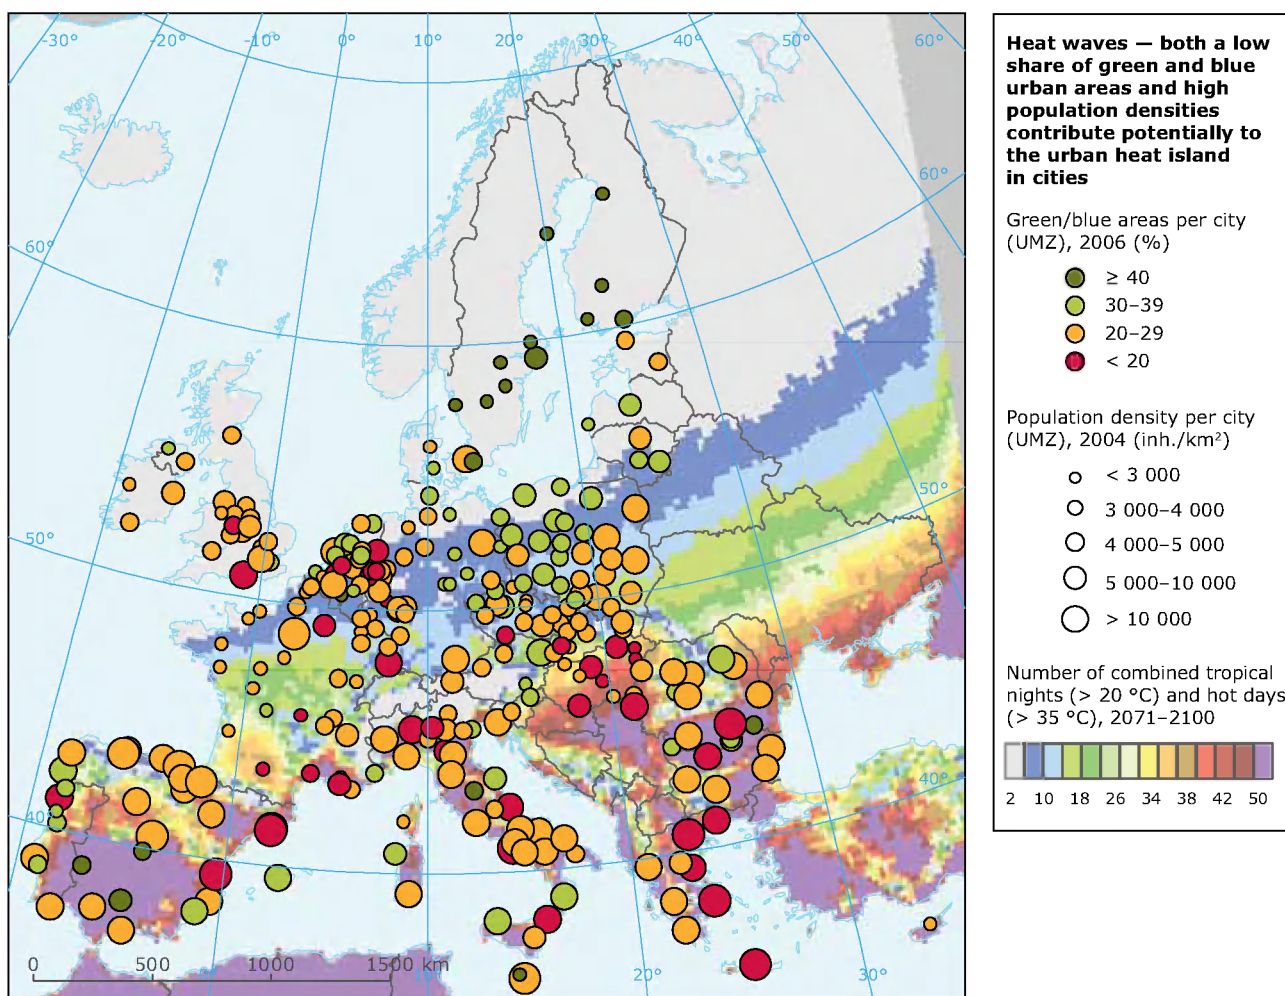 -30°
-20°
-10°
0°
10°
20°
30°
40°
50°
60°
60°
60°
50°
50°
40°
40°
0
500
1000
1500 km
20°
30°
Heat waves — both a low
share of green and blue
urban areas and high
population densities
contribute potentially to
the urban heat island
in cities
Green/blue areas per city
(UMZ), 2006 (%)
≥ 40
30–39
20–29
< 20
Population density per city
(UMZ), 2004 (inh./km²)
< 3 000
3 000–4 000
4 000–5 000
5 000–10 000
> 10 000
Number of combined tropical
nights (> 20 °C) and hot days
(> 35 °C), 2071–2100
2 10 18 26 34 38 42 50